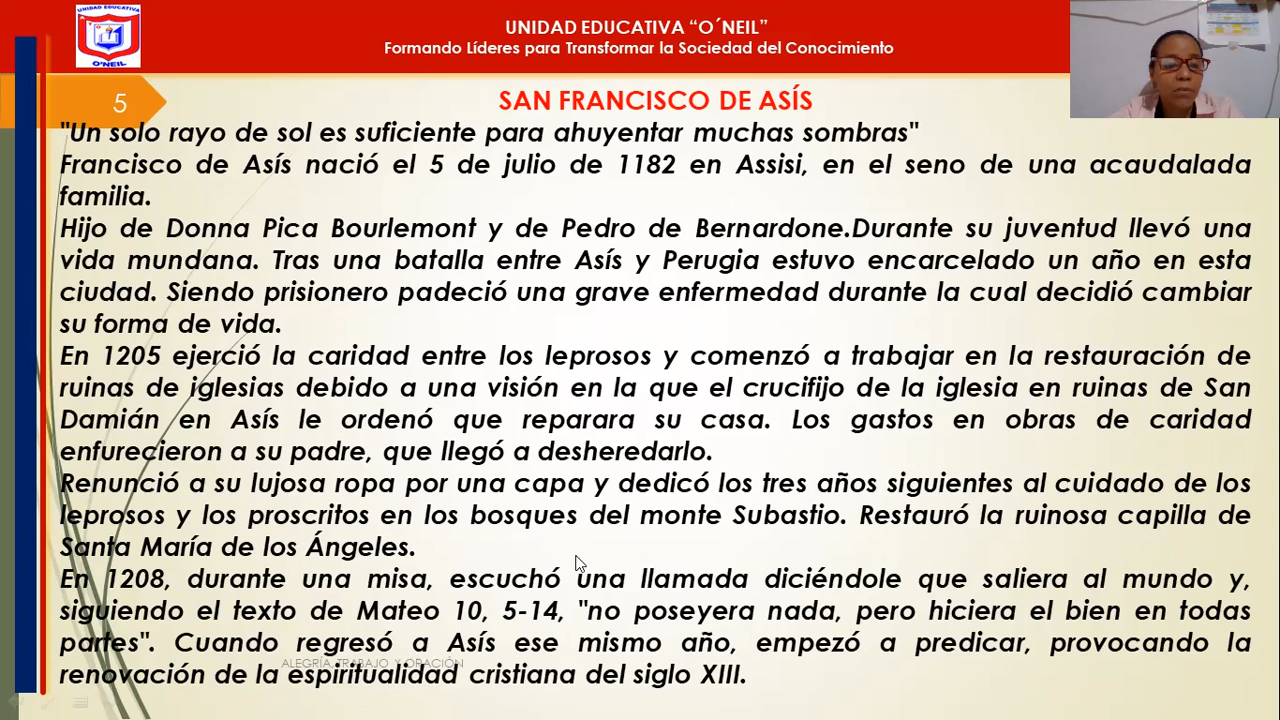 UNIDAD EDUCATIVA
O'NEIL
UNIDAD EDUCATIVA “O´NEIL”
Formando Líderes para Transformar la Sociedad del Conocimiento
5
SAN FRANCISCO DE ASÍS
"Un solo rayo de sol es suficiente para ahuyentar muchas sombras"
Francisco de Asís nació el 5 de julio de 1182 en Assisi, en el seno de una acaudalada
familia.
Hijo de Donna Pica Bourlemont y de Pedro de Bernardone.Durante su juventud llevó una
vida mundana. Tras una batalla entre Asís y Perugia estuvo encarcelado un año en esta
ciudad. Siendo prisionero padeció una grave enfermedad durante la cual decidió cambiar
su forma de vida.
En 1205 ejerció la caridad entre los leprosos y comenzó a trabajar en la restauración de
ruinas de iglesias debido a una visión en la que el crucifijo de la iglesia en ruinas de San
Damián en Asís le ordenó que reparara su casa. Los gastos en obras de caridad
enfurecieron a su padre, que llegó a desheredarlo.
Renunció a su lujosa ropa por una capa y dedicó los tres años siguientes al cuidado de los
leprosos y los proscritos en los bosques del monte Subastio. Restauró la ruinosa capilla de
Santa María de los Ángeles.
En 1208, durante una misa, escuchó una llamada diciéndole que saliera al mundo y,
siguiendo el texto de Mateo 10, 5-14, "no poseyera nada, pero hiciera el bien en todas
partes". Cuando regresó a Asís ese mismo año, empezó a predicar, provocando la
renovación de la espiritualidad cristiana del siglo XIII.
ALEGRÍA, TRABAJO Y ORACIÓN